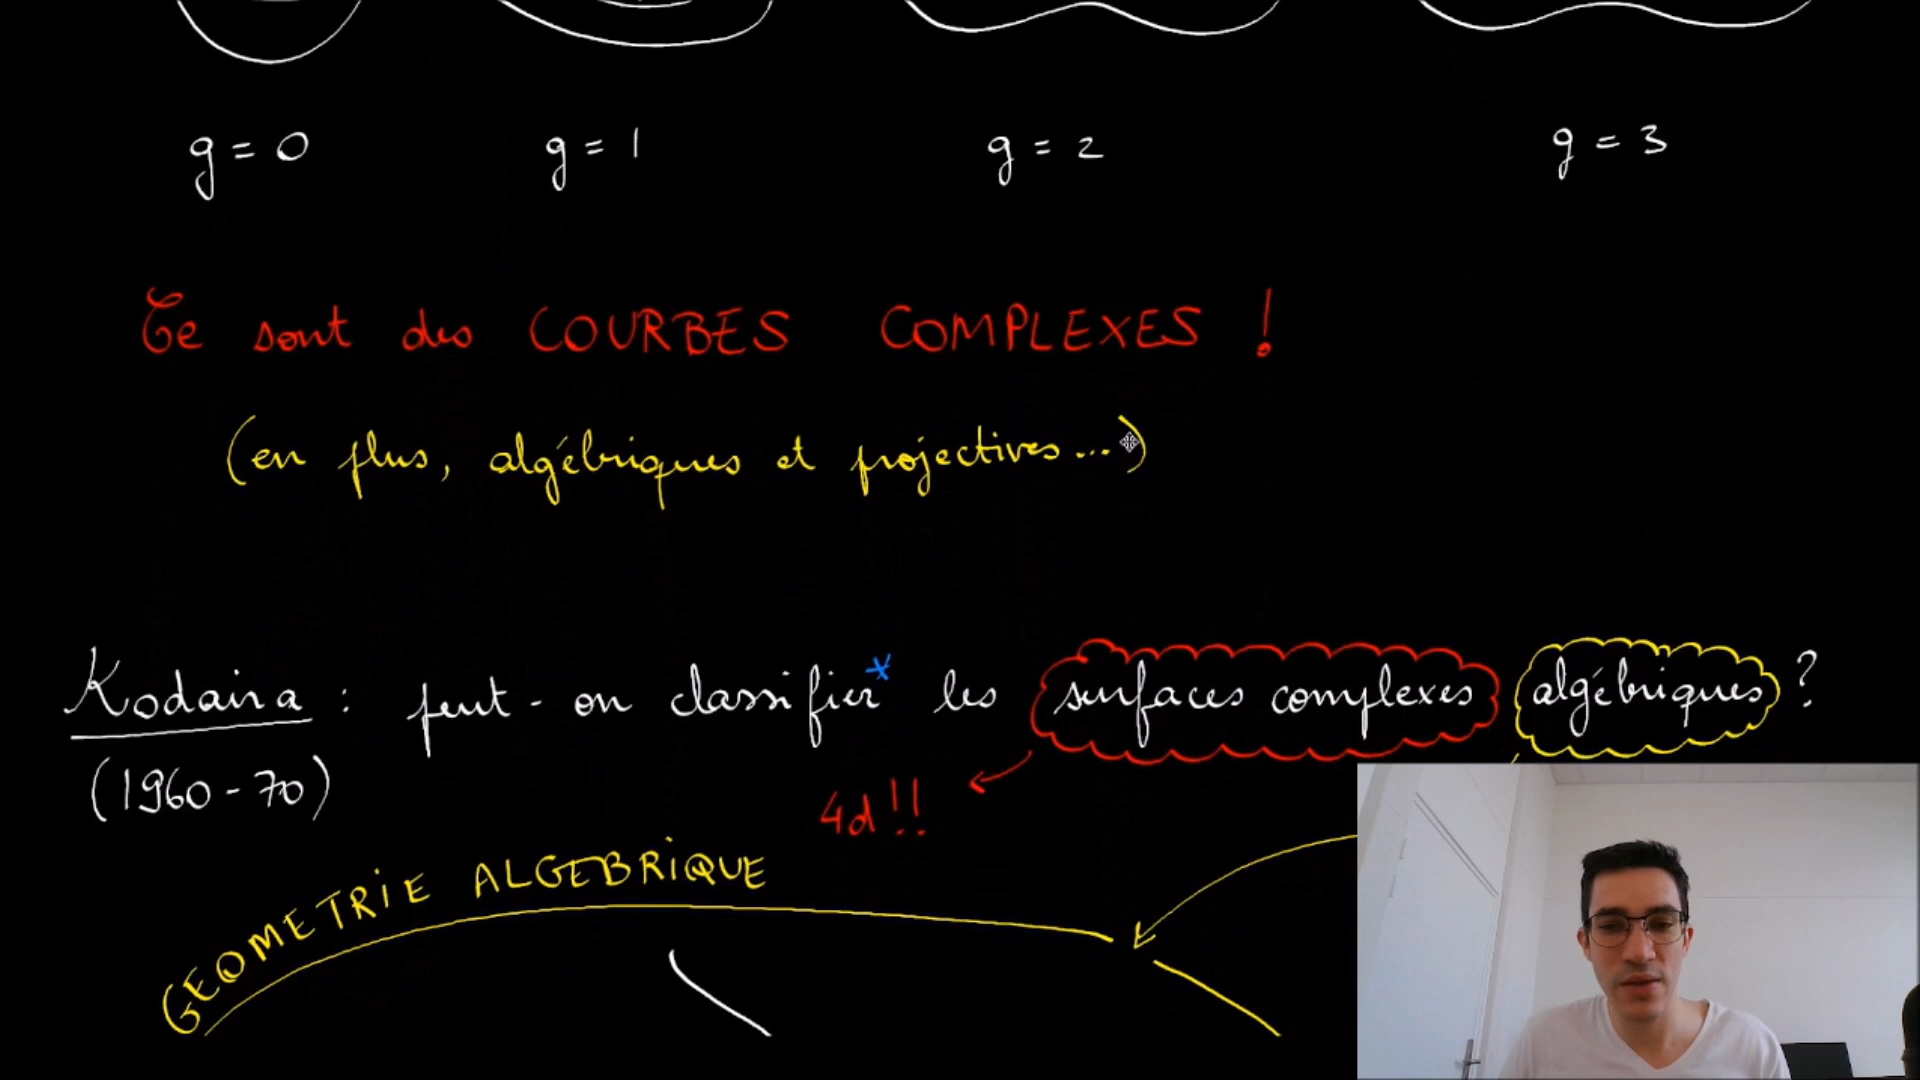 g = 0 g = 1 g = 2 g = 3
Ce sont des COURBES COMPLEXES !
(en plus, algébriques et projectives...)
Kodaira : peut-on classifier* les surfaces complexes algébriques ?
(1960-70)
4d!!
GEOMETRIE ALGEBRIQUE